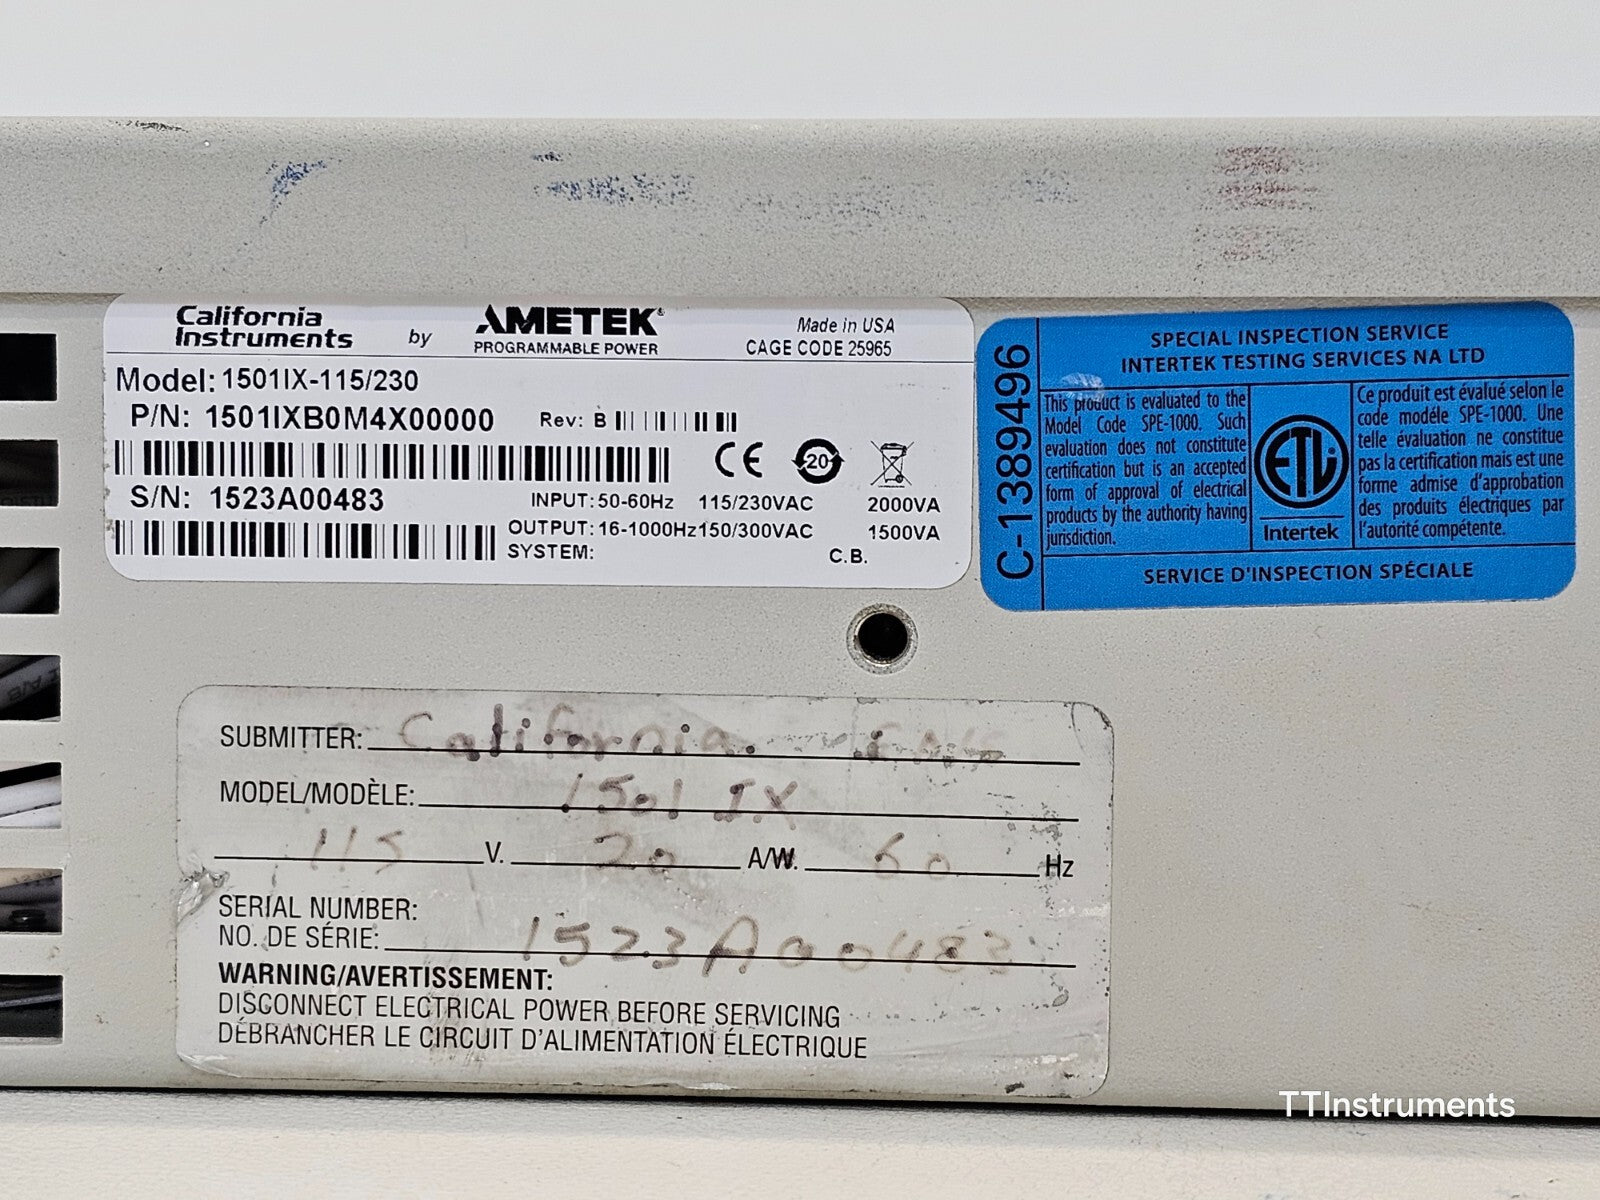 California
Instruments
by
AMETEK®
PROGRAMMABLE POWER
Made in USA
CAGE CODE 25965
Model: 1501IX-115/230
P/N: 1501IXB0M4X00000
Rev: B
CE
20
S/N: 1523A00483
INPUT: 50-60Hz 115/230VAC 2000VA
OUTPUT: 16-1000Hz 150/300VAC 1500VA
SYSTEM: C.B.
C-1389496
SPECIAL INSPECTION SERVICE
INTERTEK TESTING SERVICES NA LTD
This product is evaluated to the
Model Code SPE-1000. Such
evaluation does not constitute
certification but is an accepted
form of approval of electrical
products by the authority having
jurisdiction.
ETL
Intertek
Ce produit est évalué selon le
code modéle SPE-1000. Une
telle évaluation ne constitue
pas la certification mais est une
forme admise d'approbation
des produits électriques par
l'autorité compétente.
SERVICE D'INSPECTION SPÉCIALE
SUBMITTER: California
MODEL/MODÈLE: 1501 IX
115 V. 20 A/W. 60 Hz
SERIAL NUMBER:
NO. DE SÉRIE: 1523A00483
WARNING/AVERTISSEMENT:
DISCONNECT ELECTRICAL POWER BEFORE SERVICING
DÉBRANCHER LE CIRCUIT D'ALIMENTATION ÉLECTRIQUE
TTInstruments